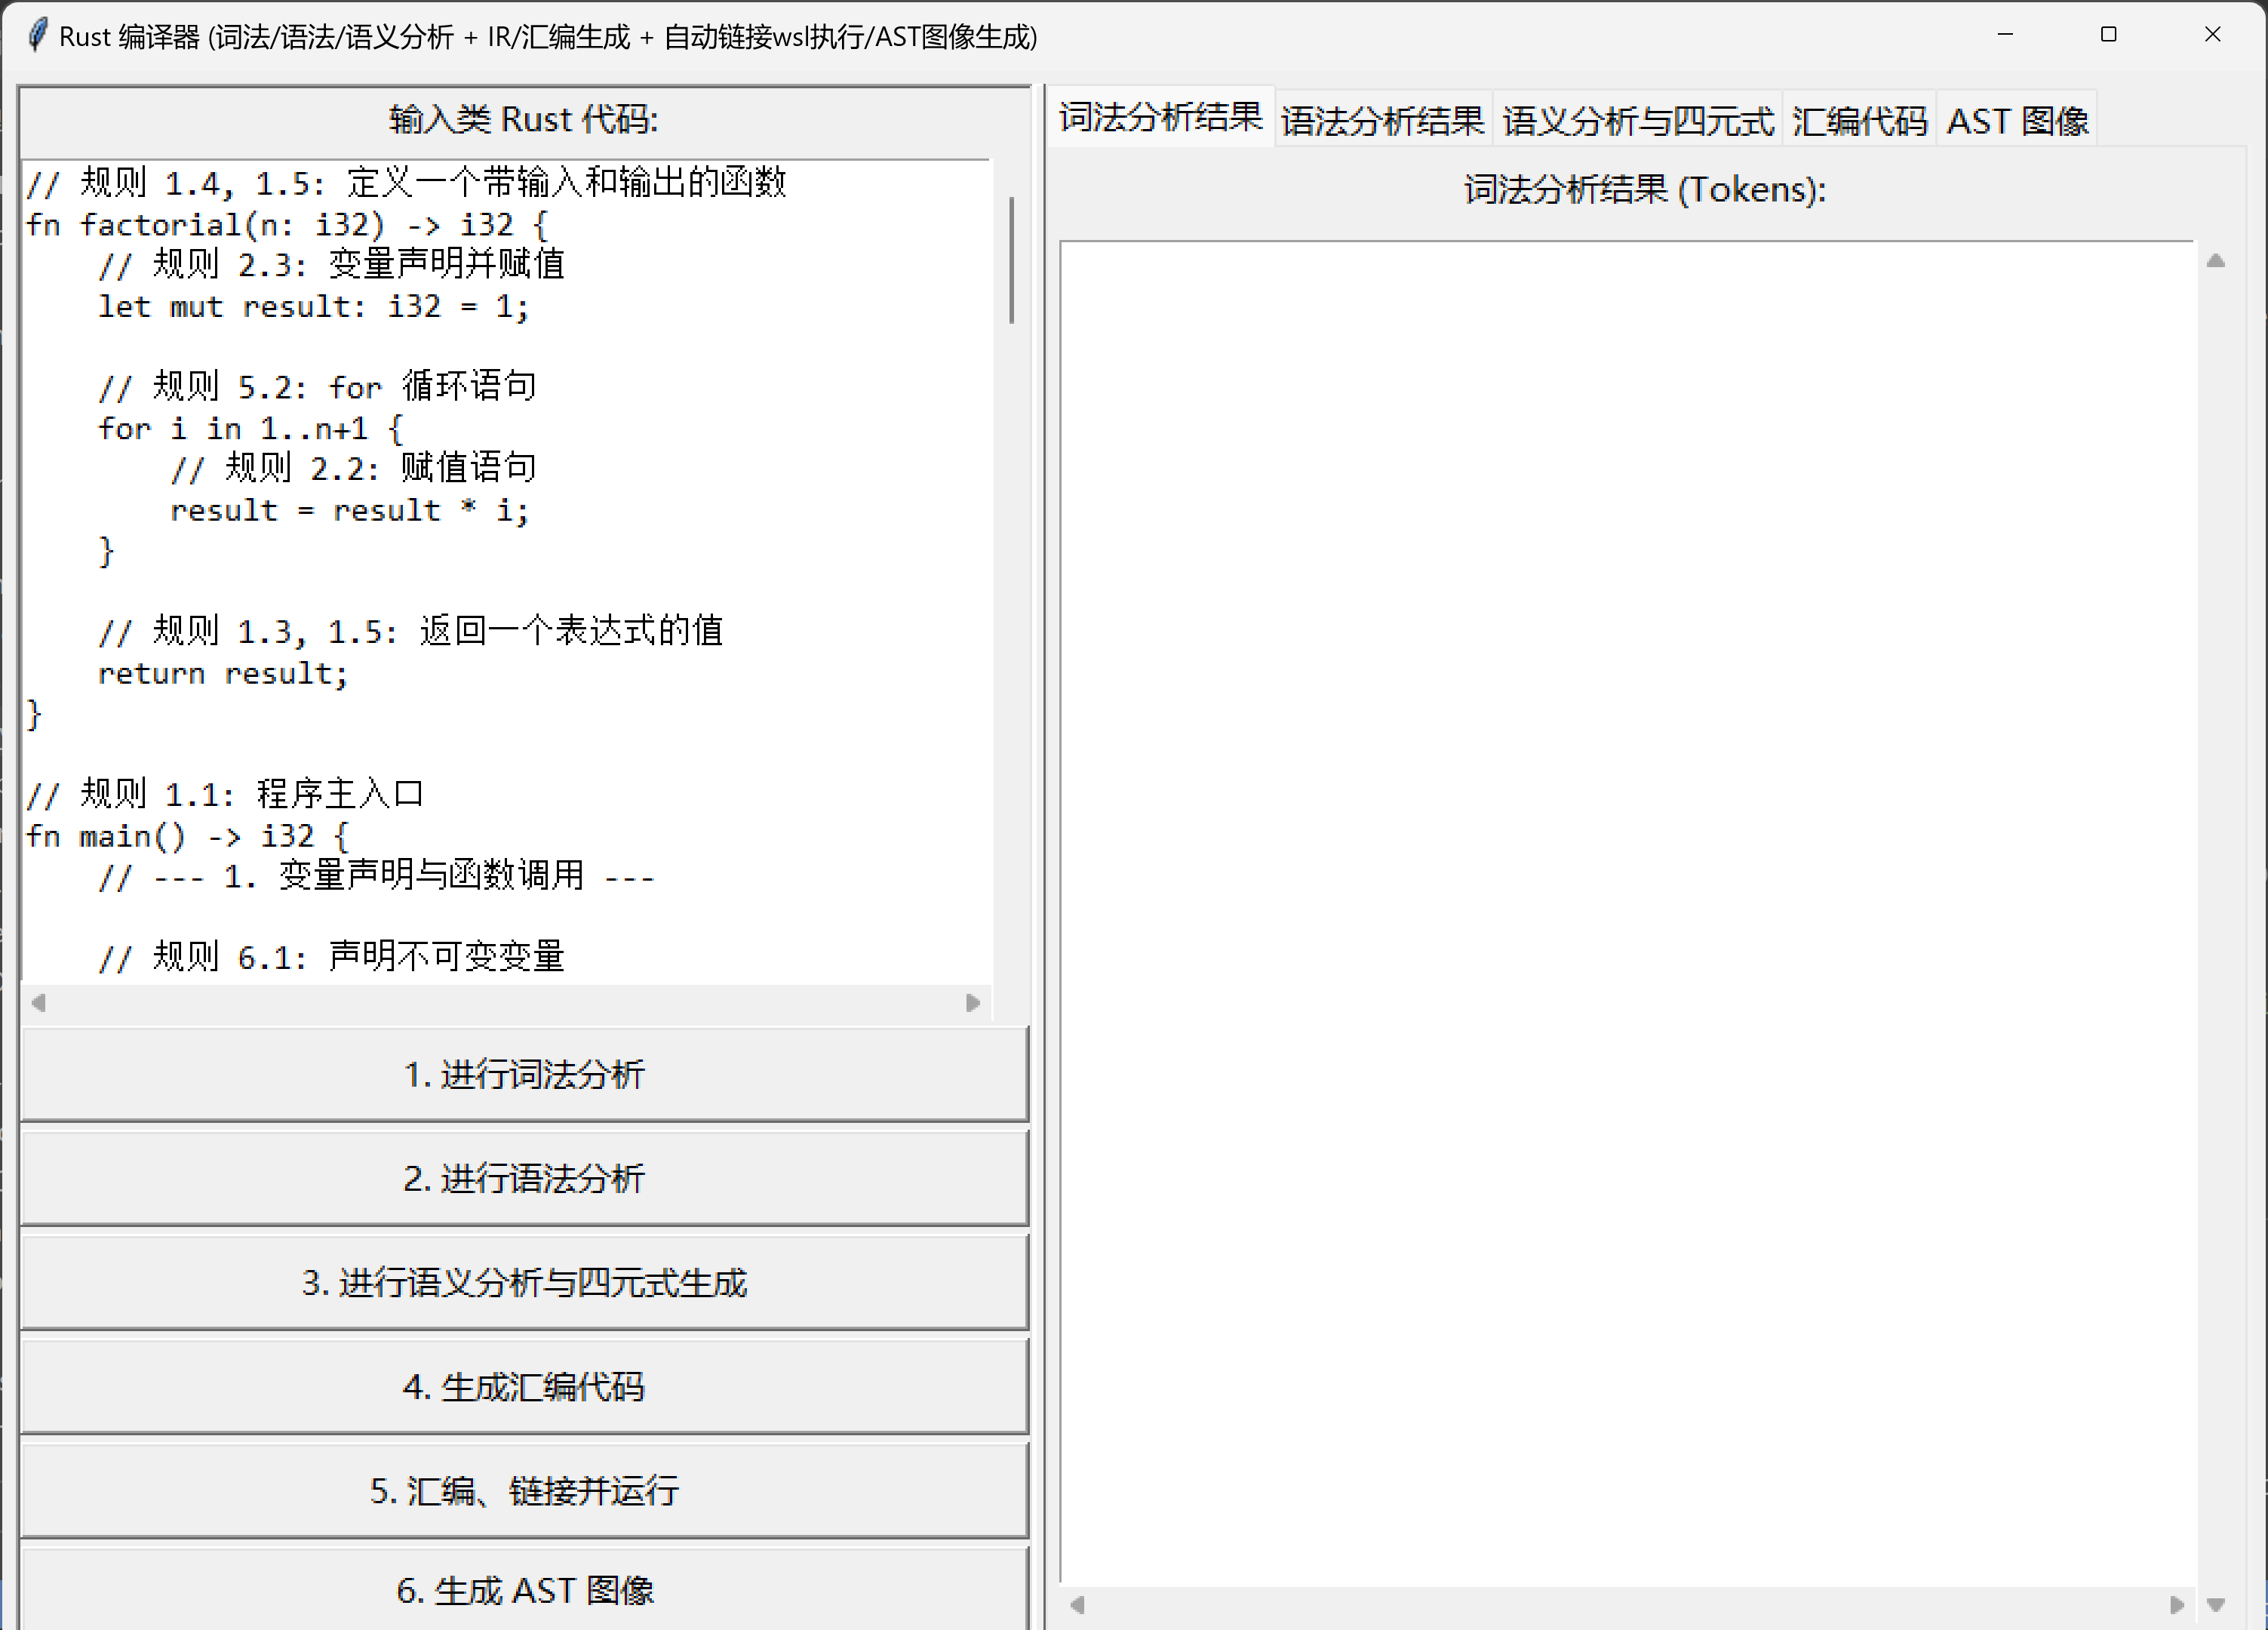 Rust 编译器 (词法/语法/语义分析 + IR/汇编生成 + 自动链接wsl执行/AST图像生成)
输入类 Rust 代码:
// 规则 1.4, 1.5: 定义一个带输入和输出的函数
fn factorial(n: i32) -> i32 {
    // 规则 2.3: 变量声明并赋值
    let mut result: i32 = 1;

    // 规则 5.2: for 循环语句
    for i in 1..n+1 {
        // 规则 2.2: 赋值语句
        result = result * i;
    }

    // 规则 1.3, 1.5: 返回一个表达式的值
    return result;
}

// 规则 1.1: 程序主入口
fn main() -> i32 {
    // --- 1. 变量声明与函数调用 ---

    // 规则 6.1: 声明不可变变量
1. 进行词法分析
2. 进行语法分析
3. 进行语义分析与四元式生成
4. 生成汇编代码
5. 汇编、链接并运行
6. 生成 AST 图像
词法分析结果 语法分析结果 语义分析与四元式 汇编代码 AST 图像
词法分析结果 (Tokens):